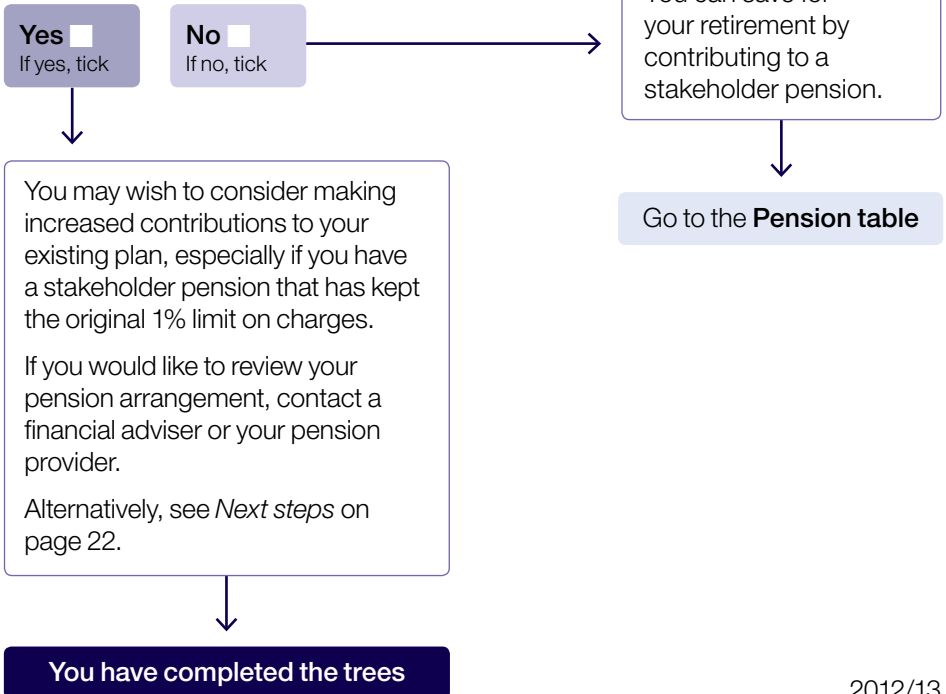 Yes
If yes, tick
No
If no, tick
You can save for
your retirement by
contributing to a
stakeholder pension.
Go to the Pension table
You may wish to consider making
increased contributions to your
existing plan, especially if you have
a stakeholder pension that has kept
the original 1% limit on charges.
If you would like to review your
pension arrangement, contact a
financial adviser or your pension
provider.
Alternatively, see Next steps on
page 22.
You have completed the trees
2012/13